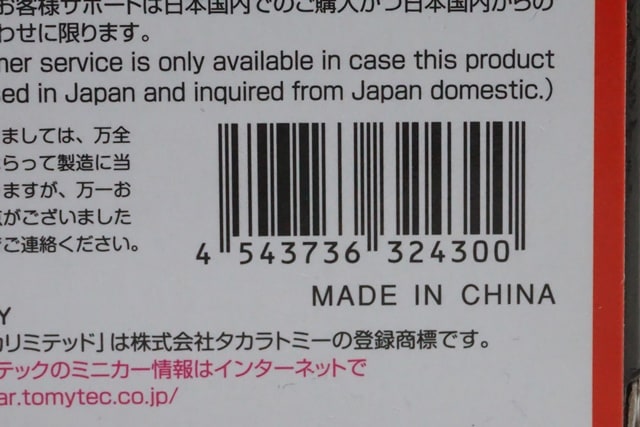 お客様サポートは日本国内でのご購入かつ日本国内からの
わせに限ります。
mer service is only available in case this product
sed in Japan and inquired from Japan domestic.)
ましては、万全
らって製造に当
ますが、万一お
がございました
ご連絡ください。
4 543736 324300
MADE IN CHINA
Y
カリミテッド」は株式会社タカラトミーの登録商標です。
テックのミニカー情報はインターネットで
ar.tomytec.co.jp/